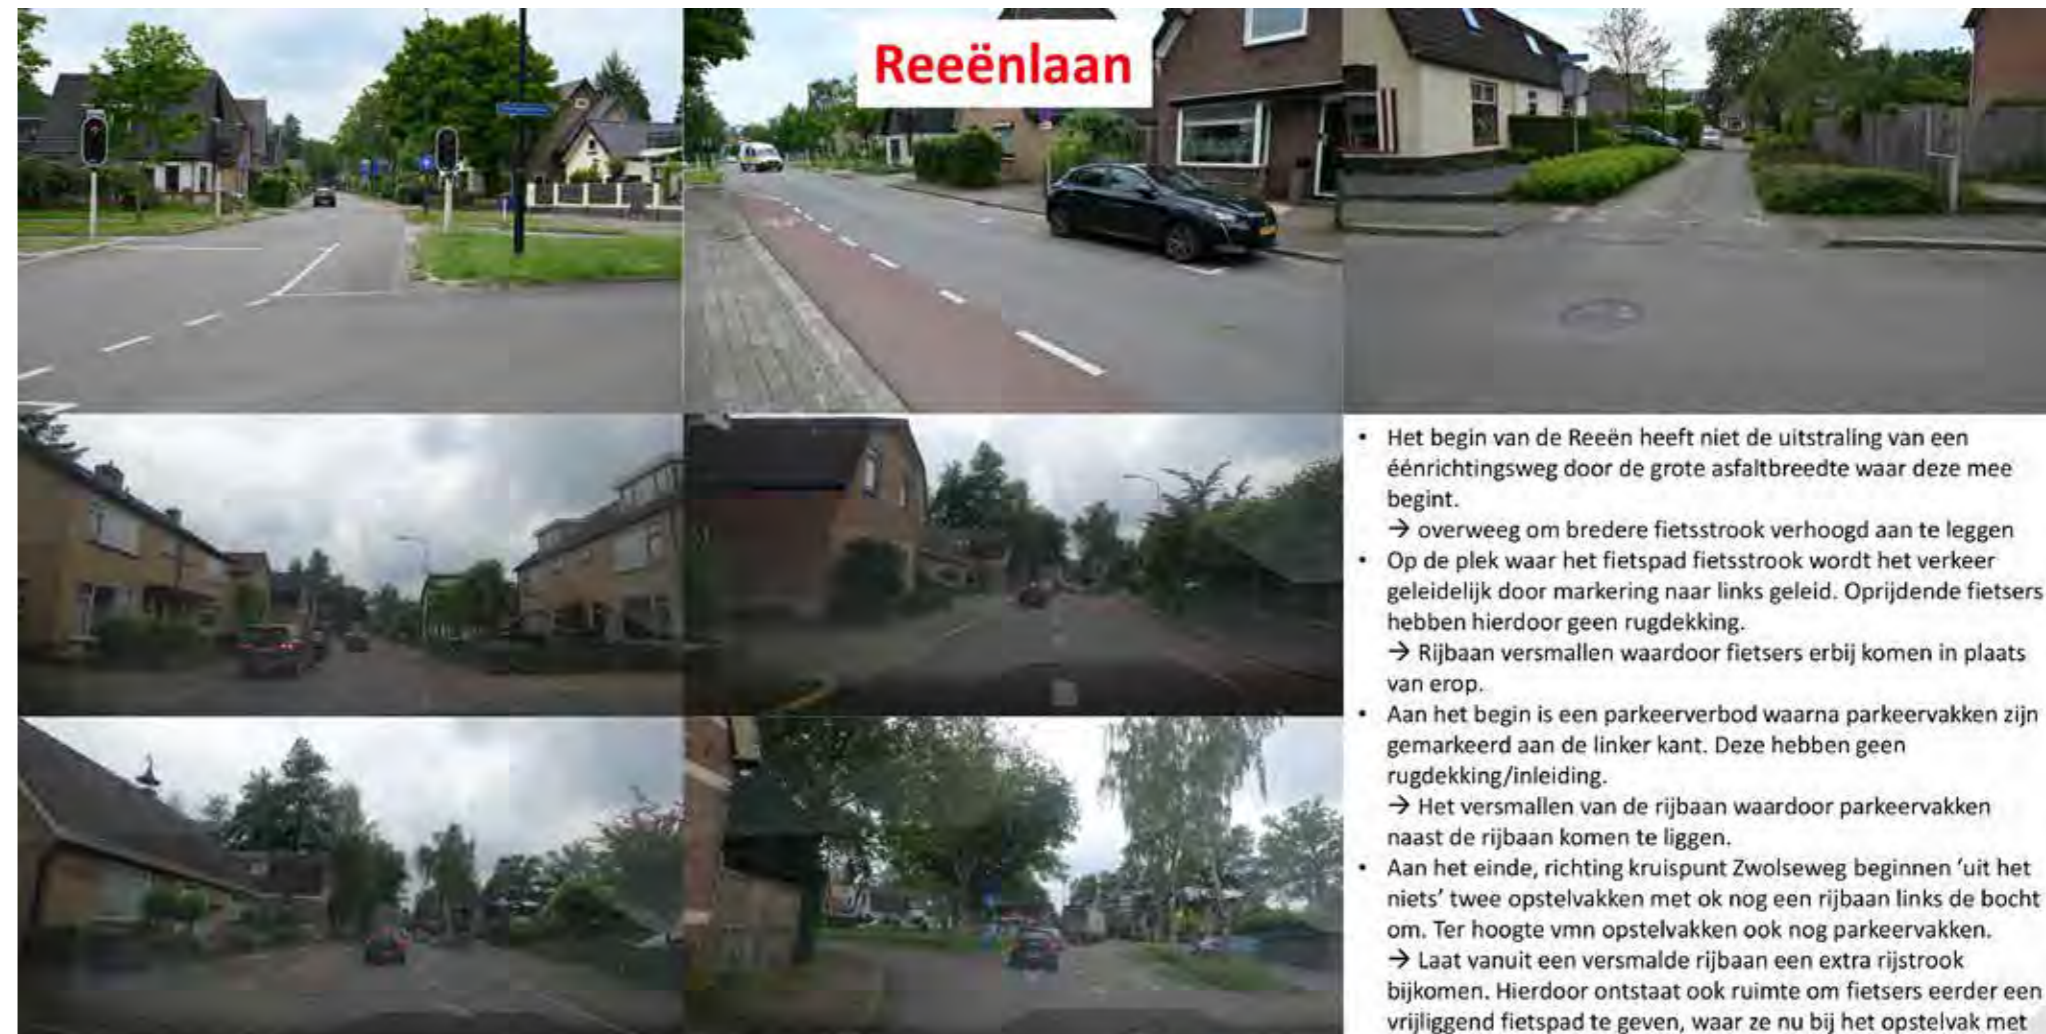 Reeënlaan
• Het begin van de Reeën heeft niet de uitstraling van een
éénrichtingsweg door de grote asfaltbreedte waar deze mee
begint.
→ overweeg om bredere fietsstrook verhoogd aan te leggen
• Op de plek waar het fietspad fietsstrook wordt het verkeer
geleidelijk door markering naar links geleid. Oprijdende fietsers
hebben hierdoor geen rugdekking.
→ Rijbaan versmallen waardoor fietsers erbij komen in plaats
van erop.
• Aan het begin is een parkeerverbod waarna parkeervakken zijn
gemarkeerd aan de linker kant. Deze hebben geen
rugdekking/inleiding.
→ Het versmallen van de rijbaan waardoor parkeervakken
naast de rijbaan komen te liggen.
• Aan het einde, richting kruispunt Zwolseweg beginnen ‘uit het
niets’ twee opstelvakken met ok nog een rijbaan links de bocht
om. Ter hoogte vmn opstelvakken ook nog parkeervakken.
→ Laat vanuit een versmalde rijbaan een extra rijstrook
bijkomen. Hierdoor ontstaat ook ruimte om fietsers eerder een
vrijliggend fietspad te geven, waar ze nu bij het opstelvak met